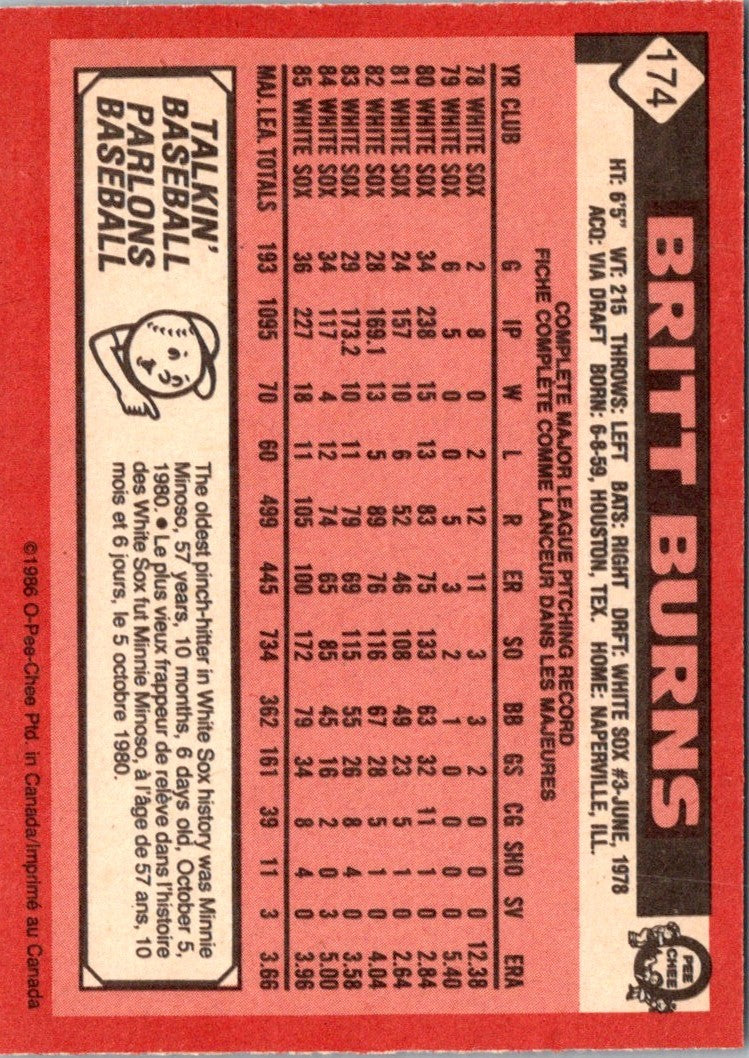 174
BRITT BURNS
O-PEE-CHEE
HT: 6'5" WT: 215 THROWS: LEFT BATS: RIGHT DRFT: WHITE SOX #3-JUNE, 1978
ACQ: VIA DRAFT BORN: 6-8-59, HOUSTON, TEX. HOME: NAPERVILLE, ILL.
COMPLETE MAJOR LEAGUE PITCHING RECORD
FICHE COMPLÈTE COMME LANCEUR DANS LES MAJEURES
YR CLUB G IP W L R ER SO BB GS CG SHO SV ERA
78 WHITE SOX 2 8 0 2 12 11 3 3 2 0 0 0 12.38
79 WHITE SOX 6 5 0 0 5 3 2 1 0 0 0 0 5.40
80 WHITE SOX 34 238 15 13 83 75 133 63 32 11 1 0 2.84
81 WHITE SOX 24 157 10 6 52 46 108 49 23 5 1 0 2.64
82 WHITE SOX 28 169.1 13 5 89 76 116 67 28 5 1 0 4.04
83 WHITE SOX 29 173.2 10 11 79 69 115 55 26 8 4 0 3.58
84 WHITE SOX 34 117 4 12 74 65 85 45 16 2 0 3 5.00
85 WHITE SOX 36 227 18 11 105 100 172 79 34 8 4 0 3.96
MAJ. LEA. TOTALS 193 1095 70 60 499 445 734 362 161 39 11 3 3.66
TALKIN'
BASEBALL
PARLONS
BASEBALL
The oldest pinch-hitter in White Sox history was Minnie
Minoso, 57 years, 10 months, 6 days old, October 5,
1980. ● Le plus vieux frappeur de relève dans l'histoire
des White Sox fut Minnie Minoso, à l'âge de 57 ans, 10
mois et 6 jours, le 5 octobre 1980.
©1986 O-Pee-Chee Ptd. in Canada/Imprimé au Canada